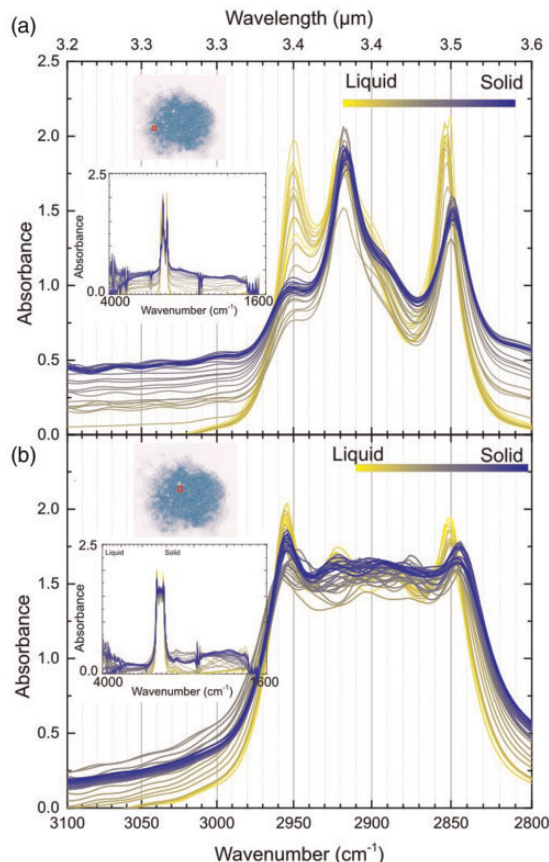 Wavelength (µm)
(a)
3.2 3.3 3.3 3.4 3.4 3.5 3.6
2.5
Liquid Solid
2.0
2.5
1.5
Absorbance
Absorbance
0.0
4000 1600
Wavenumber (cm-1)
1.0
0.5
0.0
(b)
Liquid Solid
2.0
2.5
Liquid Solid
1.5
Absorbance
Absorbance
1.0
0.0
4000 1600
Wavenumber (cm-1)
0.5
0.0
3100 3050 3000 2950 2900 2850 2800
Wavenumber (cm-1)